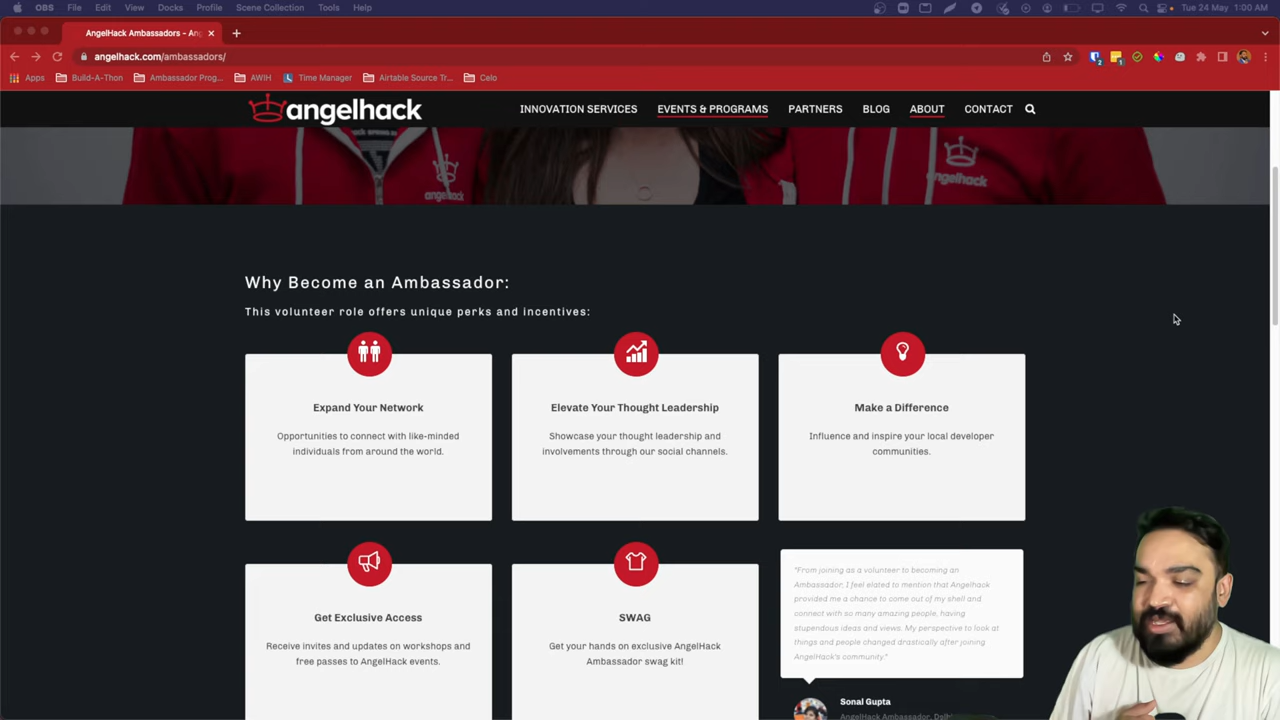 OBS File Edit View Docks Profile Scene Collection Tools Help Tue 24 May 1:00 AM
AngelHack Ambassadors - Ang
angelhack.com/ambassadors/
Apps Build-A-Thon Ambassador Prog... AWIH Time Manager Airtable Source Tr... Celo
angelhack INNOVATION SERVICES EVENTS & PROGRAMS PARTNERS BLOG ABOUT CONTACT
angelhack
angelhack
Why Become an Ambassador:
This volunteer role offers unique perks and incentives:
Expand Your Network
Opportunities to connect with like-minded
individuals from around the world.
Elevate Your Thought Leadership
Showcase your thought leadership and
involvements through our social channels.
Make a Difference
Influence and inspire your local developer
communities.
Get Exclusive Access
Receive invites and updates on workshops and
free passes to AngelHack events.
SWAG
Get your hands on exclusive AngelHack
Ambassador swag kit!
"From joining as a volunteer to becoming an
Ambassador, I feel elated to mention that Angelhack
provided me a chance to come out of my shell and
connect with so many amazing people, having
stupendous ideas and views. My perspective to look at
things and people changed drastically after joining
AngelHack's community."
Sonal Gupta
AngelHack Ambassador, Delhi